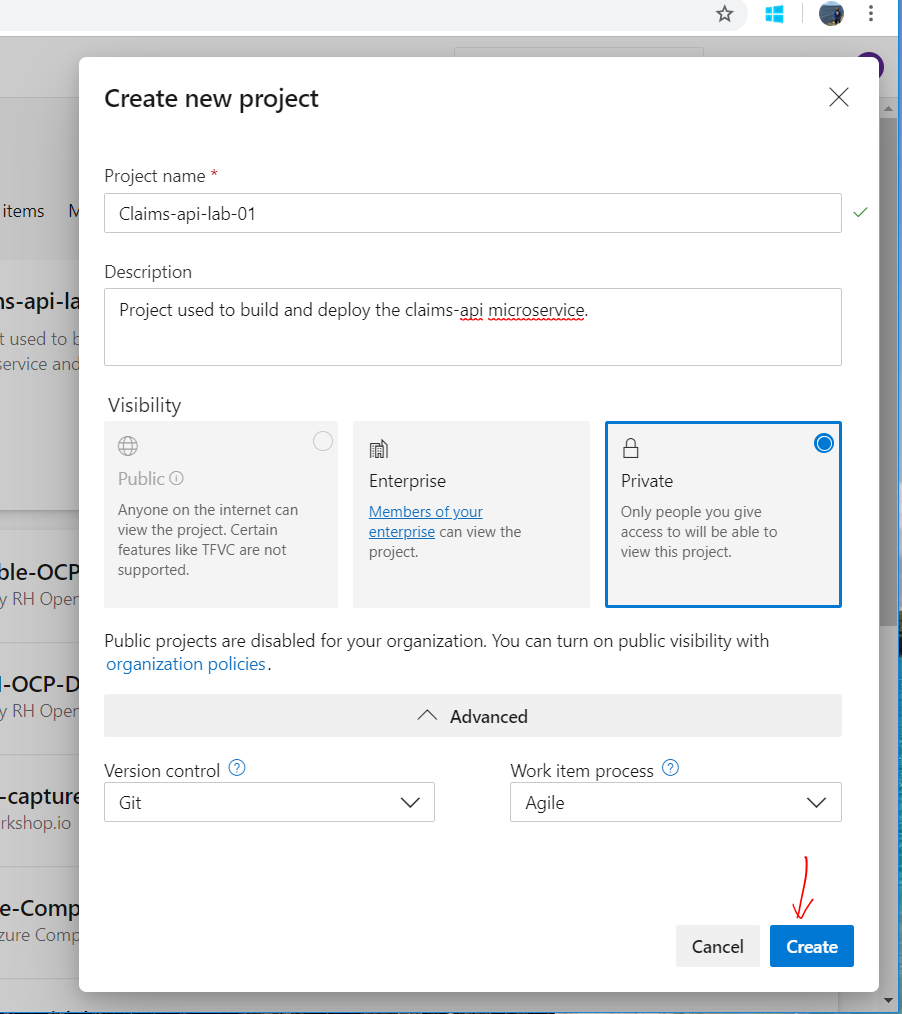 Create new project
Project name *
items
M
Claims-api-lab-01
Description
ns-api-la
Project used to build and deploy the claims-api microservice.
t used to b
service and
Visibility
Public
Anyone on the internet can
view the project. Certain
features like TFVC are not
supported.
Enterprise
Members of your
enterprise can view the
project.
Private
Only people you give
access to will be able to
view this project.
ble-OCP
y RH Oper
Public projects are disabled for your organization. You can turn on public visibility with
organization policies.
I-OCP-D
y RH Oper
Advanced
Version control ?
Git
Work item process ?
Agile
-capture
rkshop.io
e-Comp
zure Comp
Cancel
Create